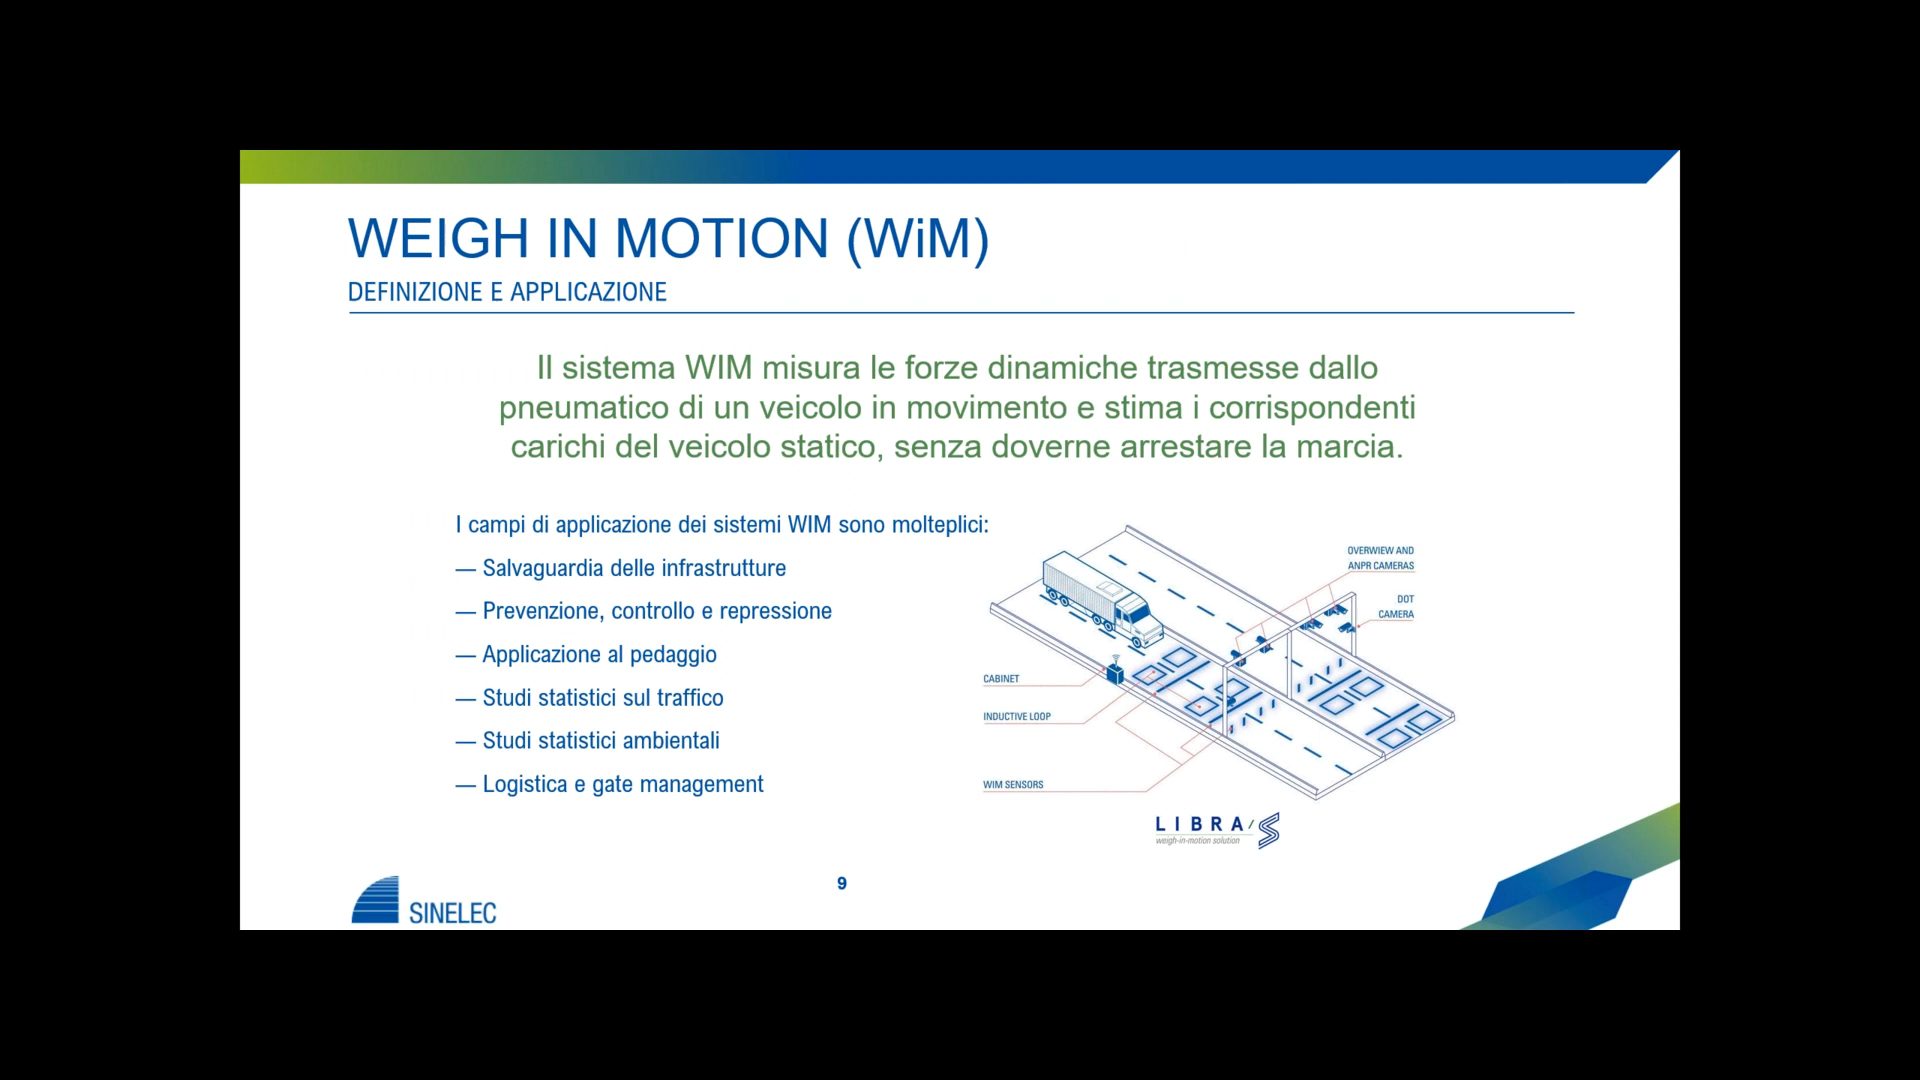 WEIGH IN MOTION (WiM)
DEFINIZIONE E APPLICAZIONE
Il sistema WIM misura le forze dinamiche trasmesse dallo
pneumatico di un veicolo in movimento e stima i corrispondenti
carichi del veicolo statico, senza doverne arrestare la marcia.
I campi di applicazione dei sistemi WIM sono molteplici:
— Salvaguardia delle infrastrutture
— Prevenzione, controllo e repressione
— Applicazione al pedaggio
— Studi statistici sul traffico
— Studi statistici ambientali
— Logistica e gate management
OVERWIEW AND
ANPR CAMERAS
DOT
CAMERA
CABINET
INDUCTIVE LOOP
WIM SENSORS
LIBRA/S
weigh-in-motion solution
9
SINELEC